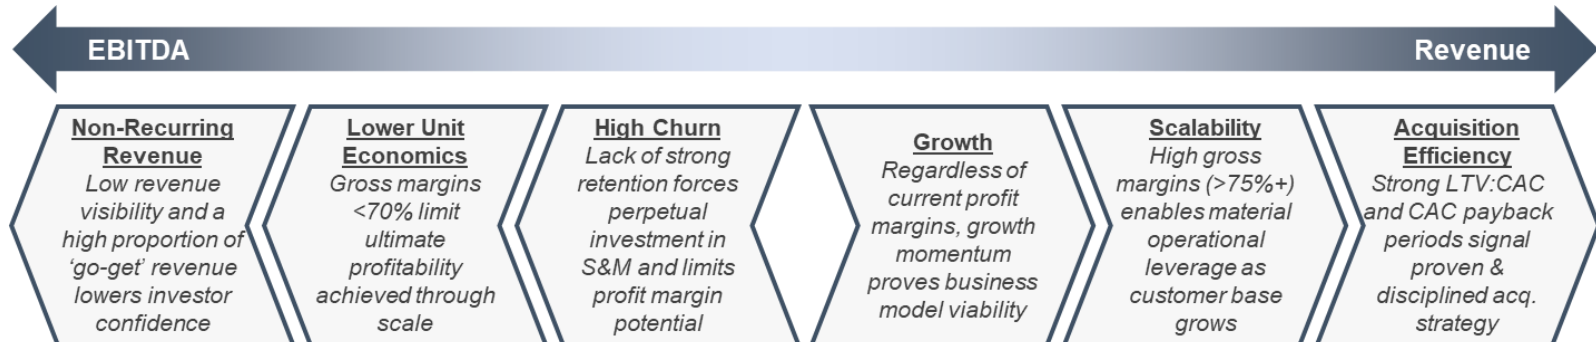 EBITDA
Revenue
Non-Recurring
Revenue
Low revenue
visibility and a
high proportion of
‘go-get’ revenue
lowers investor
confidence
Lower Unit
Economics
Gross margins
<70% limit
ultimate
profitability
achieved through
scale
High Churn
Lack of strong
retention forces
perpetual
investment in
S&M and limits
profit margin
potential
Growth
Regardless of
current profit
margins, growth
momentum
proves business
model viability
Scalability
High gross
margins (>75%+)
enables material
operational
leverage as
customer base
grows
Acquisition
Efficiency
Strong LTV:CAC
and CAC payback
periods signal
proven &
disciplined acq.
strategy